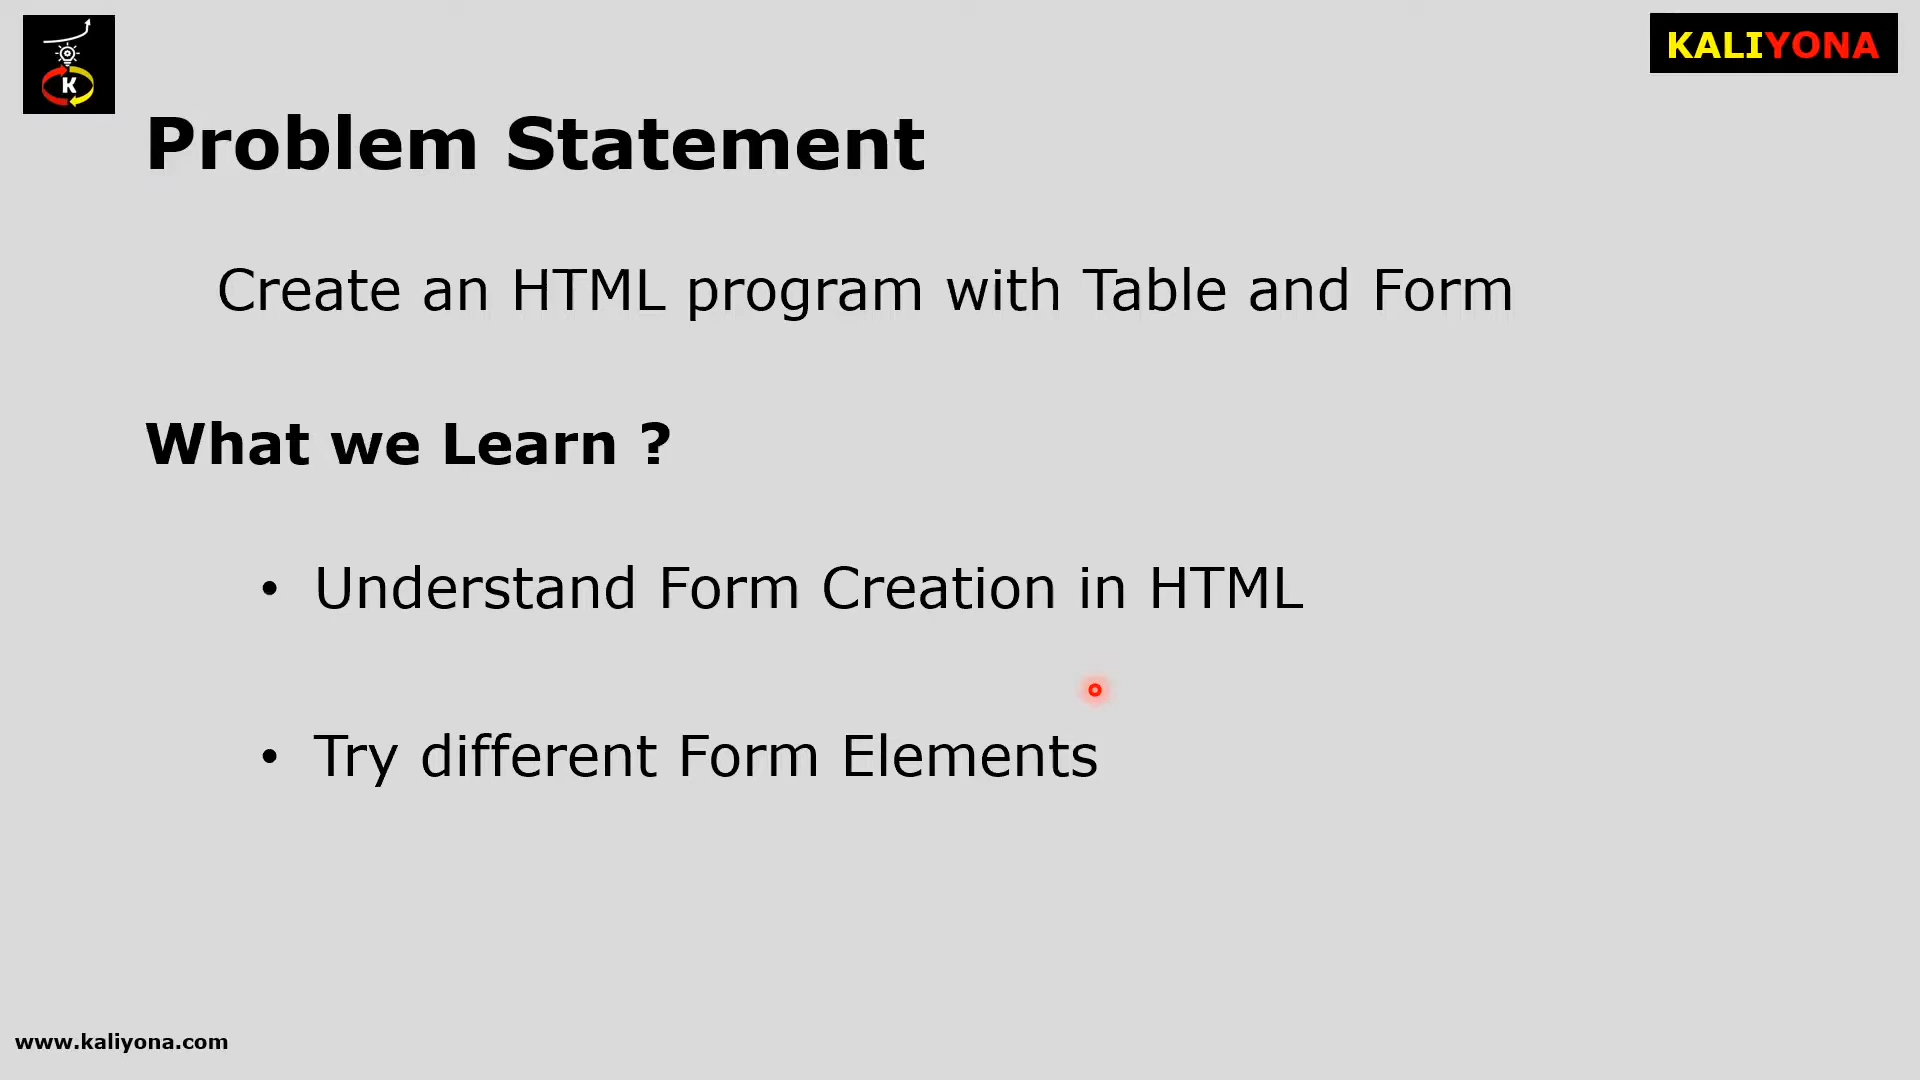 K
KALIYONA
Problem Statement
Create an HTML program with Table and Form
What we Learn ?
• Understand Form Creation in HTML
• Try different Form Elements
www.kaliyona.com